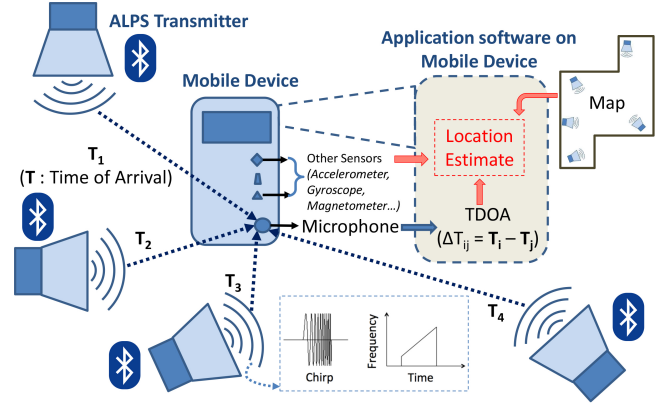 ALPS Transmitter
Application software on
Mobile Device
Mobile Device
Map
Location
Estimate
T1
(T : Time of Arrival)
Other Sensors
(Accelerometer,
Gyroscope,
Magnetometer...)
TDOA
(ΔTij = Ti − Tj)
Microphone
T2
T3
T4
Frequency
Chirp
Time